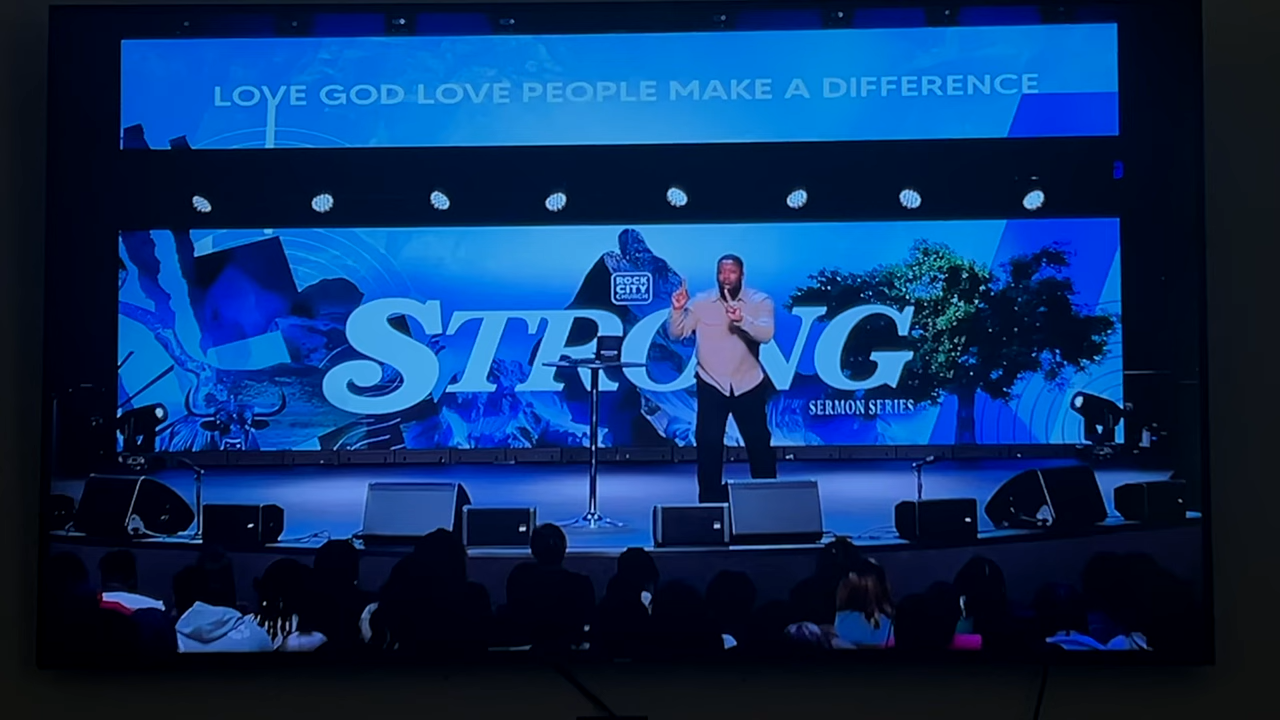 LOVE GOD LOVE PEOPLE MAKE A DIFFERENCE
ROCK
CITY
CHURCH
STRONG
SERMON SERIES